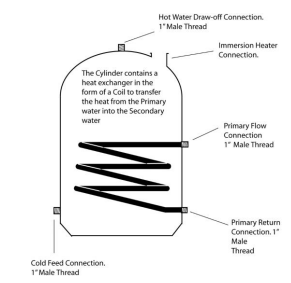 Hot Water Draw-off Connection.
1" Male Thread
Immersion Heater
Connection.
The Cylinder contains a
heat exchanger in the
form of a Coil to transfer
the heat from the Primary
water into the Secondary
water
Primary Flow
Connection
1" Male Thread
Primary Return
Connection. 1"
Male
Thread
Cold Feed Connection.
1" Male Thread